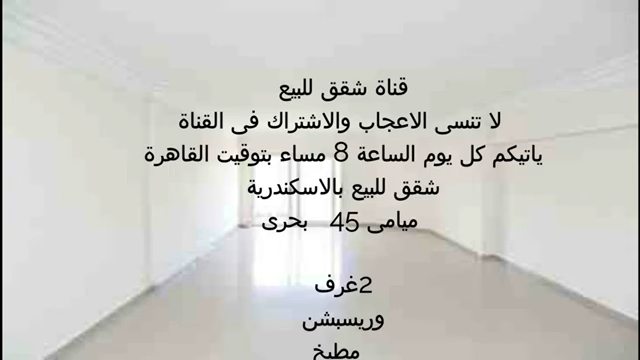 قناة شقق للبيع
لا تنسى الاعجاب والاشتراك فى القناة
ياتيكم كل يوم الساعة 8 مساء بتوقيت القاهرة
شقق للبيع بالاسكندرية
ميامى 45 بحرى
2غرف
وريسبشن
مطبخ